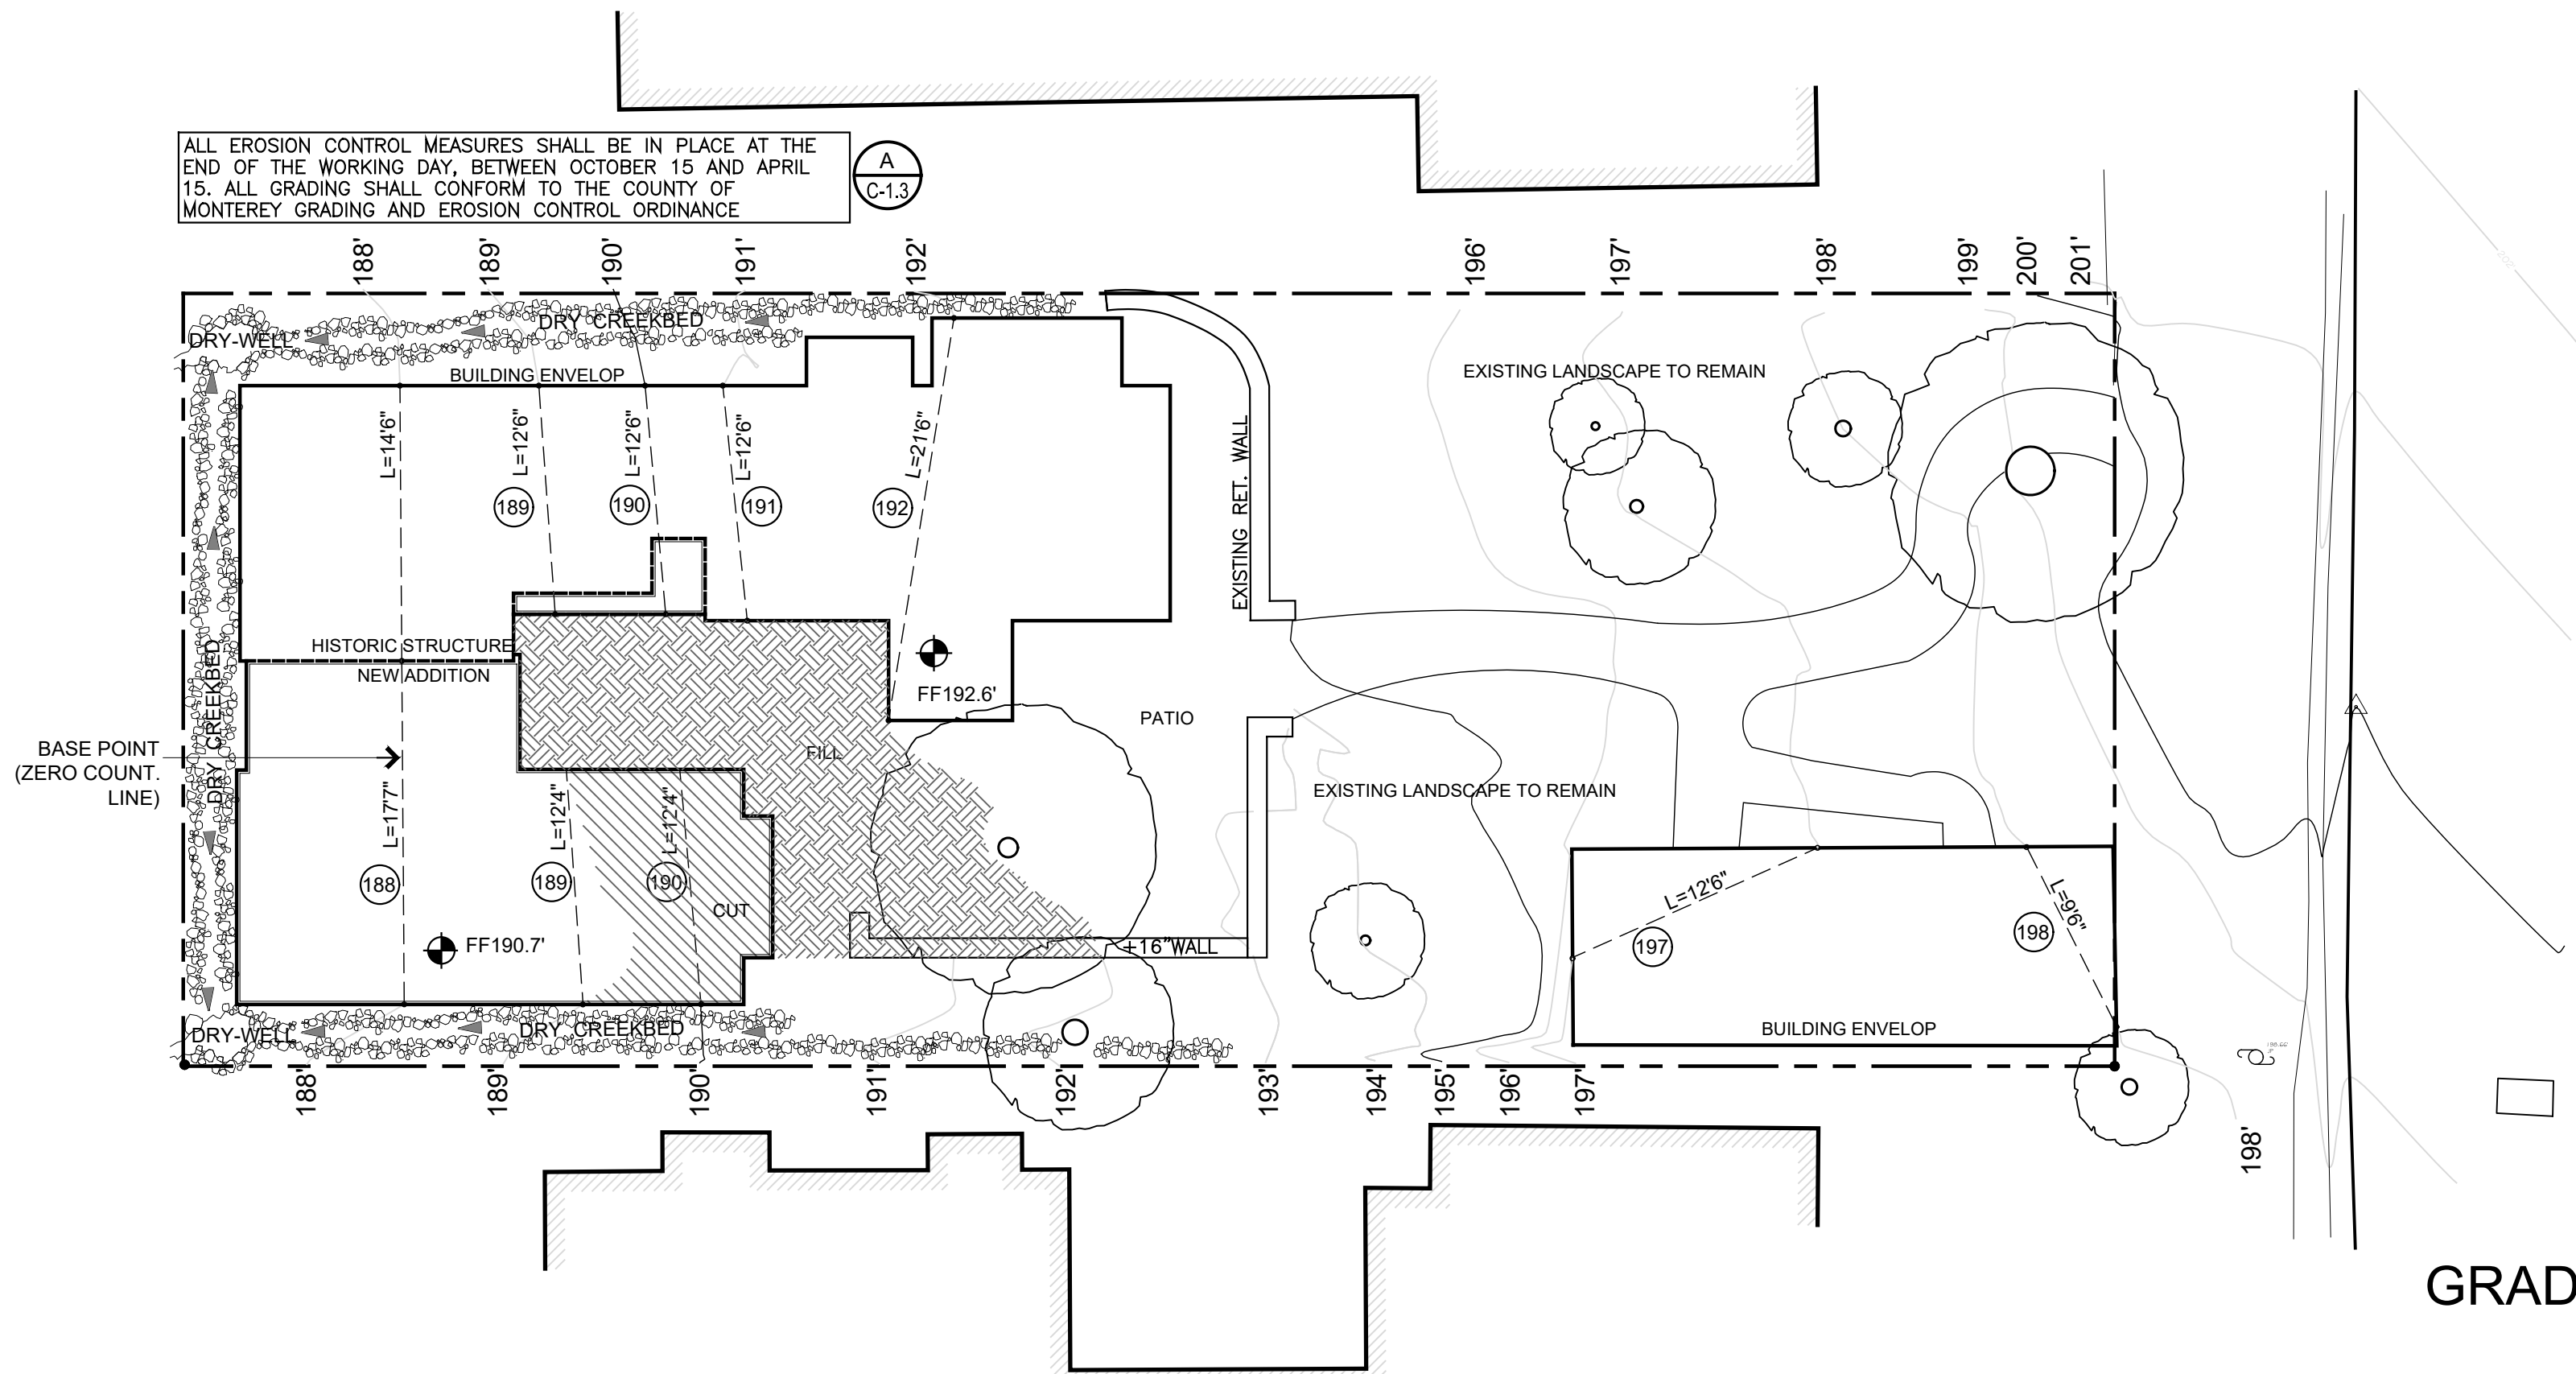 ALL EROSION CONTROL MEASURES SHALL BE IN PLACE AT THE
END OF THE WORKING DAY, BETWEEN OCTOBER 15 AND APRIL
15. ALL GRADING SHALL CONFORM TO THE COUNTY OF
MONTEREY GRADING AND EROSION CONTROL ORDINANCE
A
C-1.3
188'
189'
190'
191'
192'
196'
197'
198'
199'
200'
201'
DRY CREEKBED
DRY-WELL
BUILDING ENVELOP
EXISTING LANDSCAPE TO REMAIN
L=14'6"
L=12'6"
L=12'6"
L=12'6"
L=21'6"
EXISTING RET. WALL
189
190
191
192
HISTORIC STRUCTURE
NEW ADDITION
DRY CREEKBED
FF192.6'
PATIO
BASE POINT
(ZERO COUNT.
LINE)
FILL
EXISTING LANDSCAPE TO REMAIN
L=17'7"
L=12'4"
L=12'4"
188
189
190
CUT
L=12'6"
L=9'6"
197
198
FF190.7'
+16"WALL
DRY-WELL
DRY CREEKBED
BUILDING ENVELOP
188'
189'
190'
191'
192'
193'
194'
195'
196'
197'
198'
GRAD